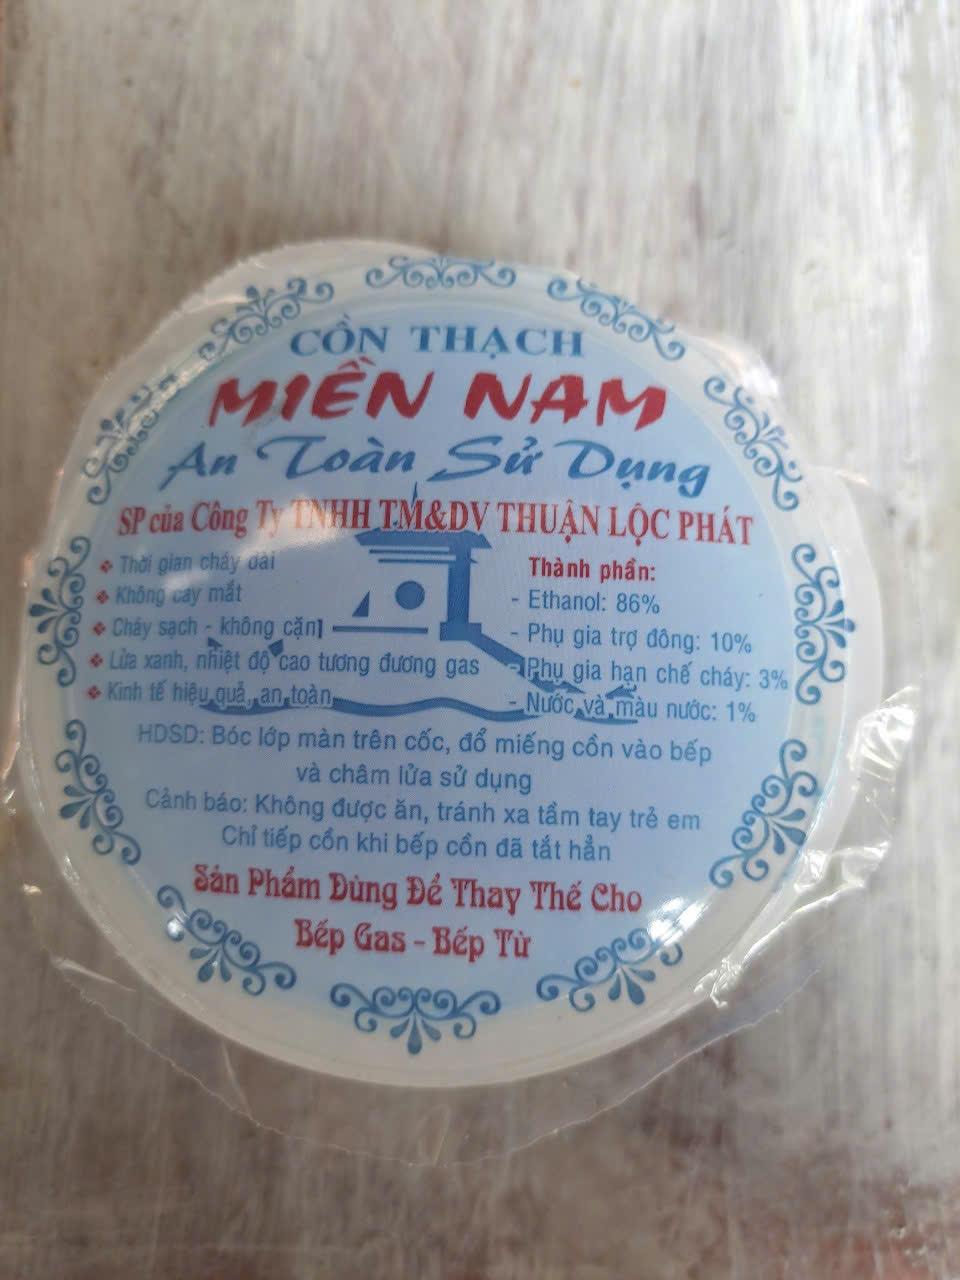 CỒN THẠCH
MIỀN NAM
An Toàn Sử Dụng
SP của Công Ty TNHH TM&DV THUẬN LỘC PHÁT
❖ Thời gian cháy dài
❖ Không cay mắt
❖ Cháy sạch - không cặn
❖ Lửa xanh, nhiệt độ cao tương đương gas
❖ Kinh tế hiệu quả, an toàn
Thành phần:
- Ethanol: 86%
- Phụ gia trợ đông: 10%
- Phụ gia hạn chế cháy: 3%
- Nước và màu nước: 1%
HDSD: Bóc lớp màn trên cốc, đổ miếng cồn vào bếp
và châm lửa sử dụng
Cảnh báo: Không được ăn, tránh xa tầm tay trẻ em
Chỉ tiếp cồn khi bếp cồn đã tắt hẳn
Sản Phẩm Dùng Để Thay Thế Cho
Bếp Gas - Bếp Từ